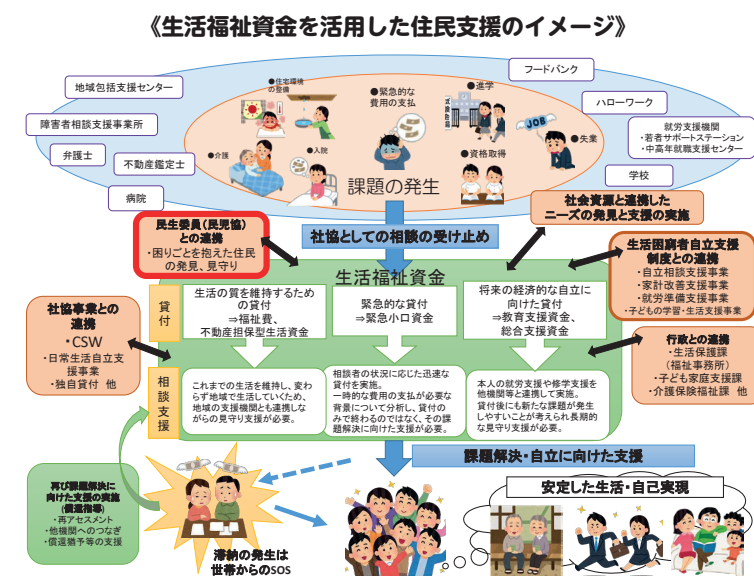 《生活福祉資金を活用した住民支援のイメージ》
フードバンク
地域包括支援センター
ハローワーク
障害者相談支援事業所
就労支援機関
・若者サポートステーション
・中高年就職支援センター
弁護士
不動産鑑定士
学校
病院
●住宅環境
の整備
●緊急的な
費用の支払
●進学
JOB
●失業
●介護
●入院
●資格取得
課題の発生
社会資源と連携した
ニーズの発見と支援の実施
民生委員(民児協)
との連携
・困りごとを抱えた住民
の発見、見守り
社協としての相談の受け止め
生活困窮者自立支援
制度との連携
・自立相談支援事業
・家計改善支援事業
・就労準備支援事業
・子どもの学習・生活支援事業
生活福祉資金
貸付
生活の質を維持するため
の貸付
⇒福祉費、
不動産担保型生活資金
緊急的な貸付
⇒緊急小口資金
将来の経済的な自立に
向けた貸付
⇒教育支援資金、
総合支援資金
社協事業との
連携
・CSW
・日常生活自立支
援事業
・独自貸付 他
行政との連携
・生活保護課
(福祉事務所)
・子ども家庭支援課
・介護保険福祉課 他
相談支援
これまでの生活を維持し、変わ
らず地域で生活していくため、
地域の支援機関とも連携しな
がらの見守り支援が必要。
相談者の状況に応じ迅速な
貸付を実施。
一時的な費用の支払が必要な
背景について分析し、貸付の
みで終わるのではなく、その課
題解決に向けた支援が必要。
本人の就労支援や修学支援を
他機関等と連携して実施。
貸付後にも新たな課題が発生
しやすいことが考えられ長期的
な見守り支援が必要。
課題解決・自立に向けた支援
再び課題解決に
向けた支援の実施
(償還指導)
・再アセスメント
・他機関へのつなぎ
・償還猶予等の支援
滞納の発生は
世帯からのSOS
安定した生活・自己実現